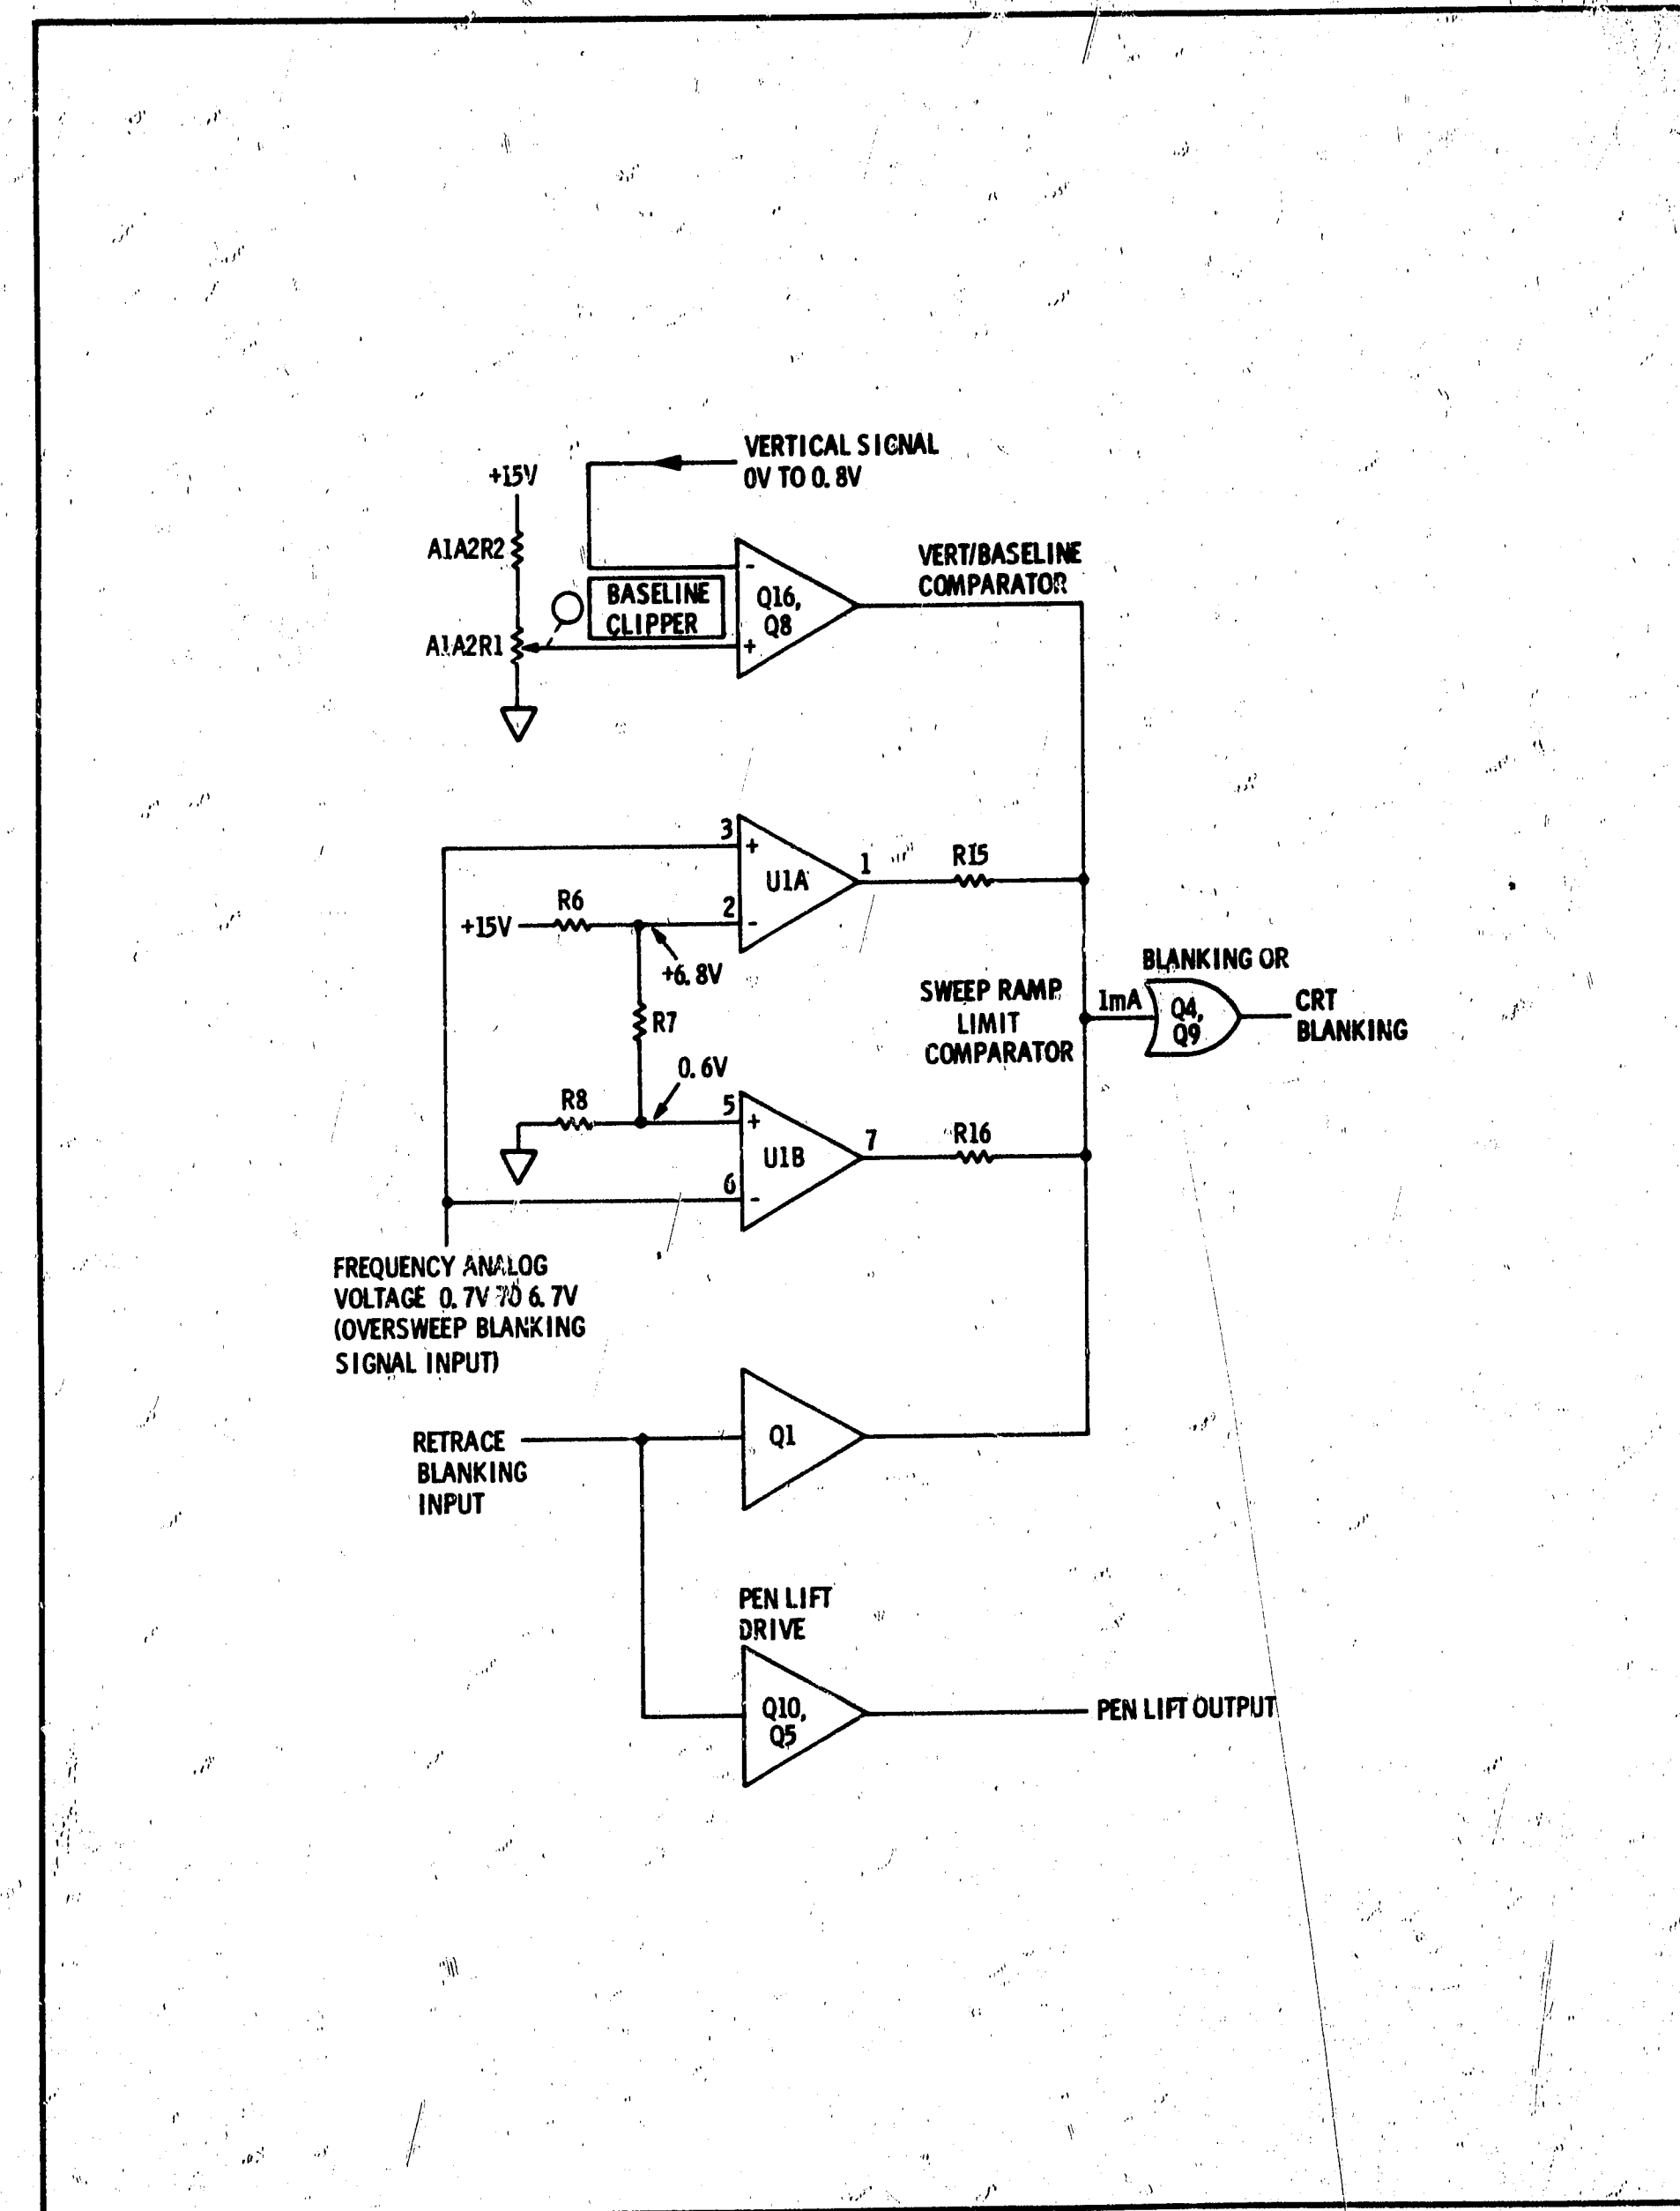 VERTICAL SIGNAL
0V TO 0.8V
+15V
A1A2R2
BASELINE
CLIPPER
A1A2R1
-
Q16,
Q8
+
VERT/BASELINE
COMPARATOR
3
+
U1A
1
R15
R6
+15V
2
-
+6.8V
R7
SWEEP RAMP
LIMIT
COMPARATOR
BLANKING OR
1mA
Q4,
Q9
CRT
BLANKING
0.6V
R8
5
+
U1B
7
R16
6
-
FREQUENCY ANALOG
VOLTAGE 0.7V TO 6.7V
(OVERSWEEP BLANKING
SIGNAL INPUT)
RETRACE
BLANKING
INPUT
Q1
PEN LIFT
DRIVE
Q10,
Q5
PEN LIFT OUTPUT